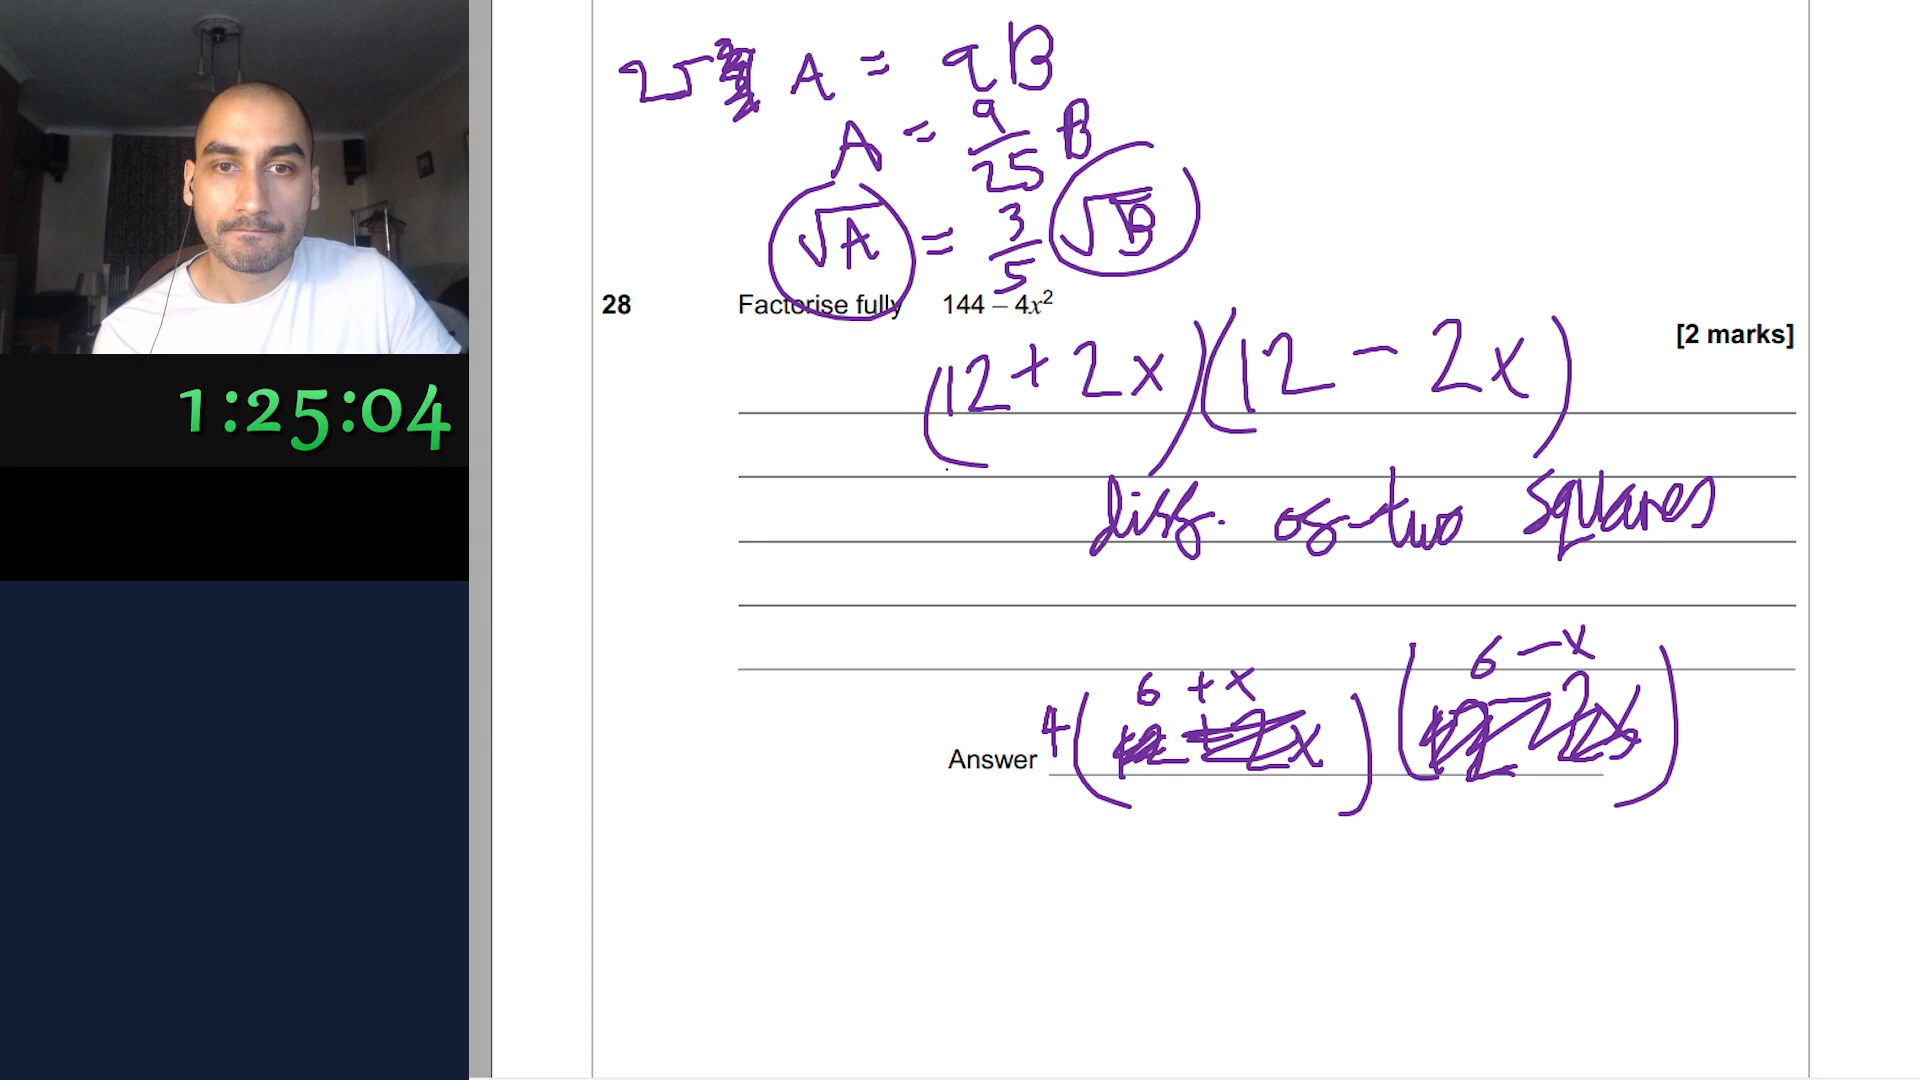 25 A = 9B
A = 9/25 B
√A = 3/5 √B
1:25:04
28 Factorise fully 144 – 4x²
[2 marks]
(12 + 2x)(12 – 2x)
diff. of two squares
6 + x 6 – x
Answer 4( ) ( )